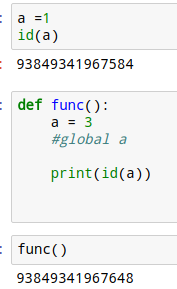 a =1
id(a)
93849341967584
def func():
    a = 3
    #global a
    print(id(a))
func()
93849341967648